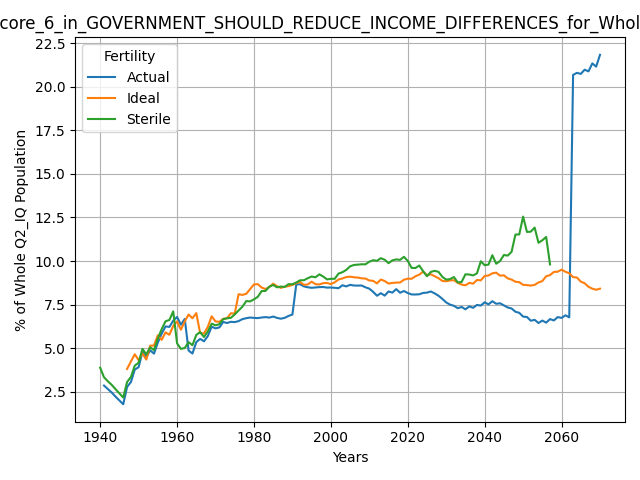 core_6_in_GOVERNMENT_SHOULD_REDUCE_INCOME_DIFFERENCES_for_Whol
Fertility
Actual
Ideal
Sterile
% of Whole Q2_IQ Population
22.5
20.0
17.5
15.0
12.5
10.0
7.5
5.0
2.5
1940 1960 1980 2000 2020 2040 2060
Years